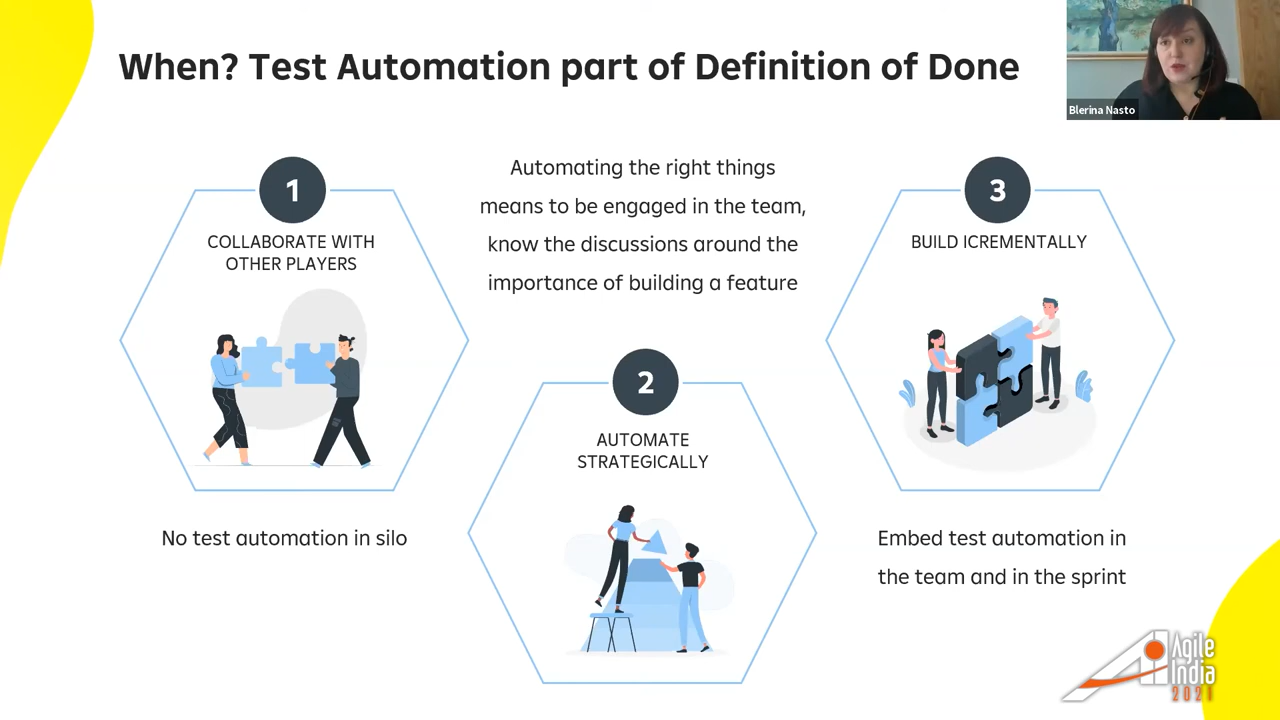 When? Test Automation part of Definition of Done
Blerina Nasto
1
COLLABORATE WITH
OTHER PLAYERS
No test automation in silo
Automating the right things
means to be engaged in the team,
know the discussions around the
importance of building a feature
2
AUTOMATE
STRATEGICALLY
3
BUILD ICREMENTALLY
Embed test automation in
the team and in the sprint
Agile
India
2021